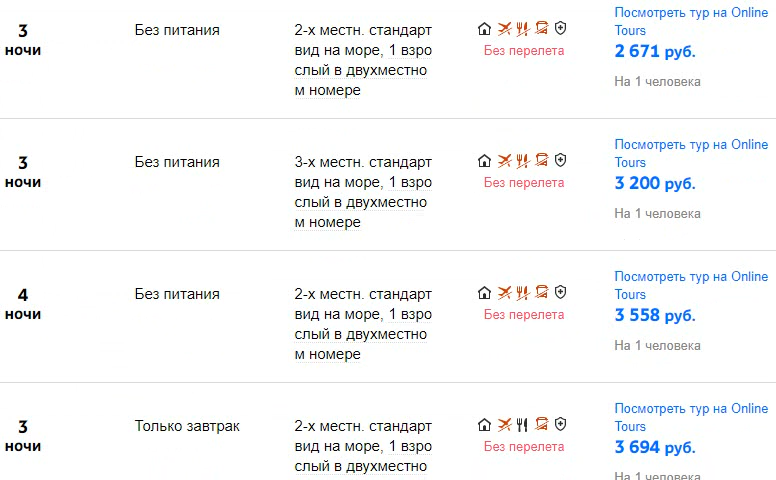 3
ночи
Без питания
2-х местн. стандарт
вид на море, 1 взро
слый в двухместно
м номере
Без перелета
Посмотреть тур на Online
Tours
2 671 руб.
На 1 человека
3
ночи
Без питания
3-х местн. стандарт
вид на море, 1 взро
слый в двухместно
м номере
Без перелета
Посмотреть тур на Online
Tours
3 200 руб.
На 1 человека
4
ночи
Без питания
2-х местн. стандарт
вид на море, 1 взро
слый в двухместно
м номере
Без перелета
Посмотреть тур на Online
Tours
3 558 руб.
На 1 человека
3
ночи
Только завтрак
2-х местн. стандарт
вид на море, 1 взро
слый в двухместно
Без перелета
Посмотреть тур на Online
Tours
3 694 руб.
На 1 человека